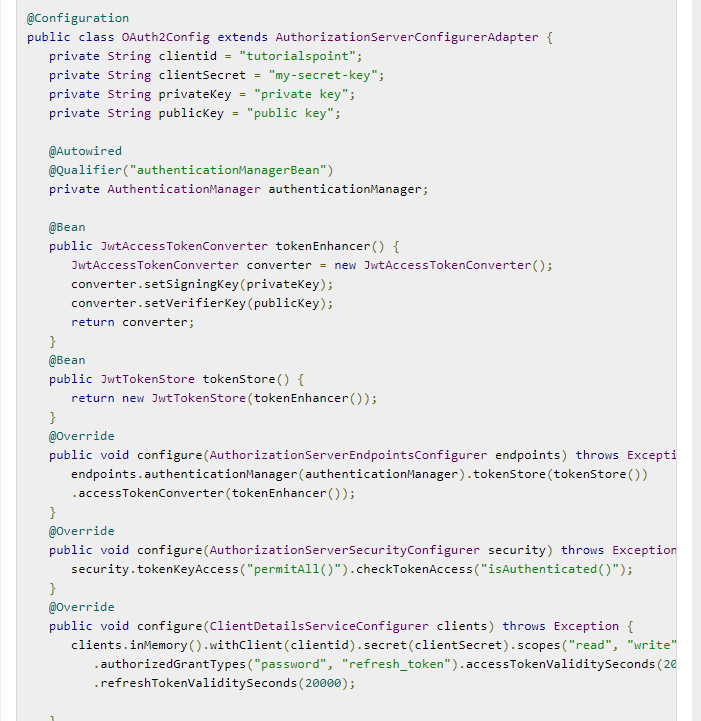 @Configuration
public class OAuth2Config extends AuthorizationServerConfigurerAdapter {
   private String clientid = "tutorialspoint";
   private String clientSecret = "my-secret-key";
   private String privateKey = "private key";
   private String publicKey = "public key";

   @Autowired
   @Qualifier("authenticationManagerBean")
   private AuthenticationManager authenticationManager;

   @Bean
   public JwtAccessTokenConverter tokenEnhancer() {
      JwtAccessTokenConverter converter = new JwtAccessTokenConverter();
      converter.setSigningKey(privateKey);
      converter.setVerifierKey(publicKey);
      return converter;
   }
   @Bean
   public JwtTokenStore tokenStore() {
      return new JwtTokenStore(tokenEnhancer());
   }
   @Override
   public void configure(AuthorizationServerEndpointsConfigurer endpoints) throws Excepti
      endpoints.authenticationManager(authenticationManager).tokenStore(tokenStore())
      .accessTokenConverter(tokenEnhancer());
   }
   @Override
   public void configure(AuthorizationServerSecurityConfigurer security) throws Exception
      security.tokenKeyAccess("permitAll()").checkTokenAccess("isAuthenticated()");
   }
   @Override
   public void configure(ClientDetailsServiceConfigurer clients) throws Exception {
      clients.inMemory().withClient(clientid).secret(clientSecret).scopes("read", "write"
         .authorizedGrantTypes("password", "refresh_token").accessTokenValiditySeconds(20
         .refreshTokenValiditySeconds(20000);

   }